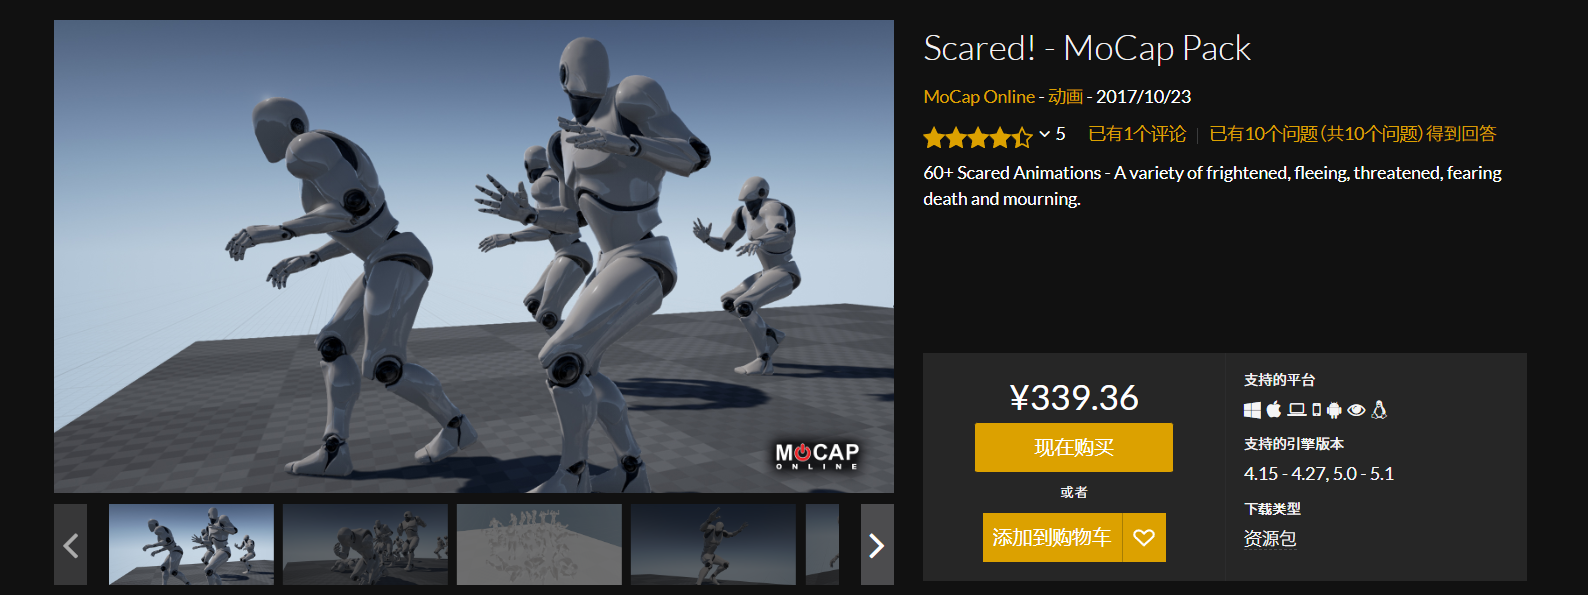 Scared! - MoCap Pack
MoCap Online - 动画 - 2017/10/23
5 已有1个评论 | 已有10个问题（共10个问题）得到回答
60+ Scared Animations - A variety of frightened, fleeing, threatened, fearing
death and mourning.
MOCAP
ONLINE
¥339.36
现在购买
或者
添加到购物车
支持的平台
支持的引擎版本
4.15 - 4.27, 5.0 - 5.1
下载类型
资源包